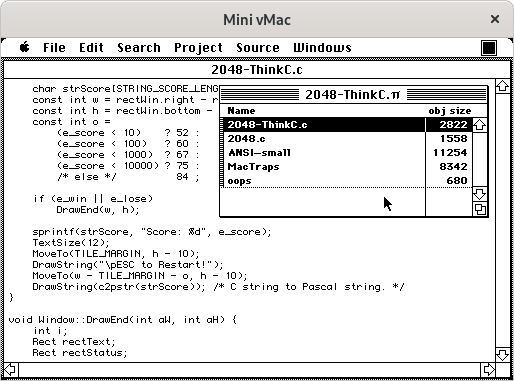 Mini vMac
File Edit Search Project Source Windows
2048-ThinkC.c
char strScore[STRING_SCORE_LENG
const int w = rectWin.right - r
const int h = rectWin.bottom -
const int o =
(e_score < 10) ? 52 :
(e_score < 100) ? 60 :
(e_score < 1000) ? 67 :
(e_score < 10000) ? 75 :
/* else */ 84 ;
if (e_win || e_lose)
DrawEnd(w, h);
sprintf(strScore, "Score: %d", e_score);
TextSize(12);
MoveTo(TILE_MARGIN, h - 10);
DrawString("\pESC to Restart!");
MoveTo(w - TILE_MARGIN - o, h - 10);
DrawString(c2pstr(strScore)); /* C string to Pascal string. */
}
void Window::DrawEnd(int aW, int aH) {
int i;
Rect rectText;
Rect rectStatus;
2048-ThinkC.π
Name obj size
2048-ThinkC.c 2822
2048.c 1558
ANSI-small 11254
MacTraps 8342
oops 680